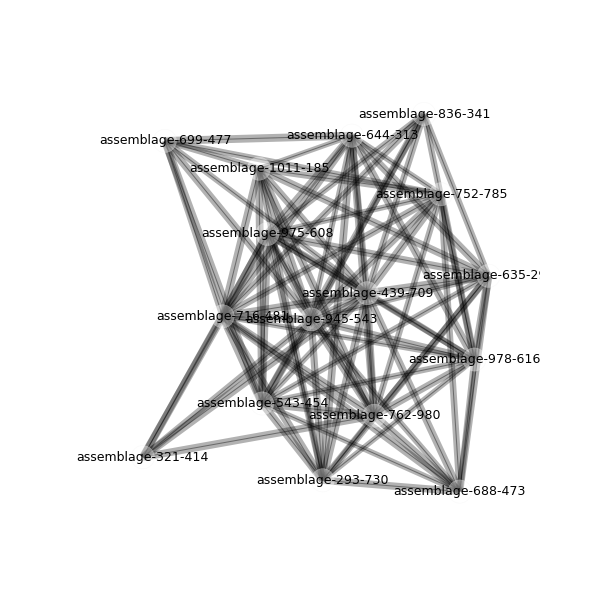 assemblage-836-341
assemblage-644-313
assemblage-699-477
assemblage-1011-185
assemblage-752-785
assemblage-975-608
assemblage-635-2
assemblage-439-709
assemblage-716-481
assemblage-945-543
assemblage-978-616
assemblage-543-454
assemblage-762-980
assemblage-321-414
assemblage-293-730
assemblage-688-473